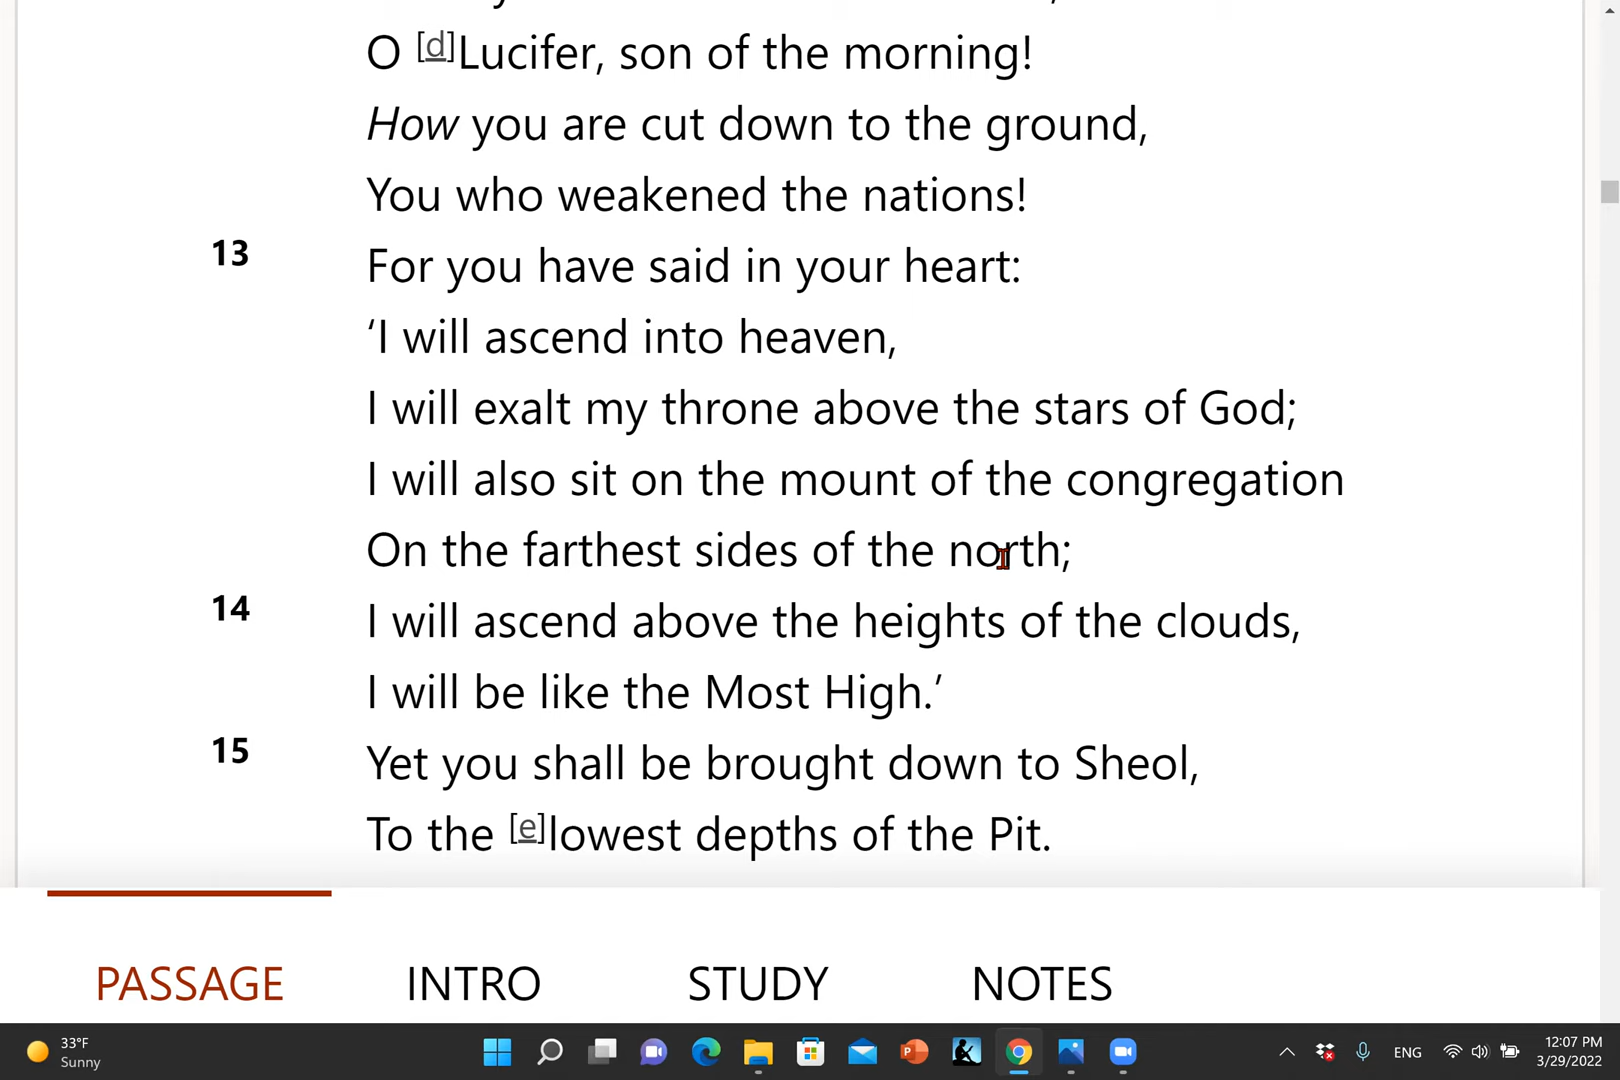 O [d]Lucifer, son of the morning!
How you are cut down to the ground,
You who weakened the nations!
13 For you have said in your heart:
‘I will ascend into heaven,
I will exalt my throne above the stars of God;
I will also sit on the mount of the congregation
On the farthest sides of the north;
14 I will ascend above the heights of the clouds,
I will be like the Most High.’
15 Yet you shall be brought down to Sheol,
To the [e]lowest depths of the Pit.
PASSAGE INTRO STUDY NOTES
33°F
Sunny
ENG
12:07 PM
3/29/2022